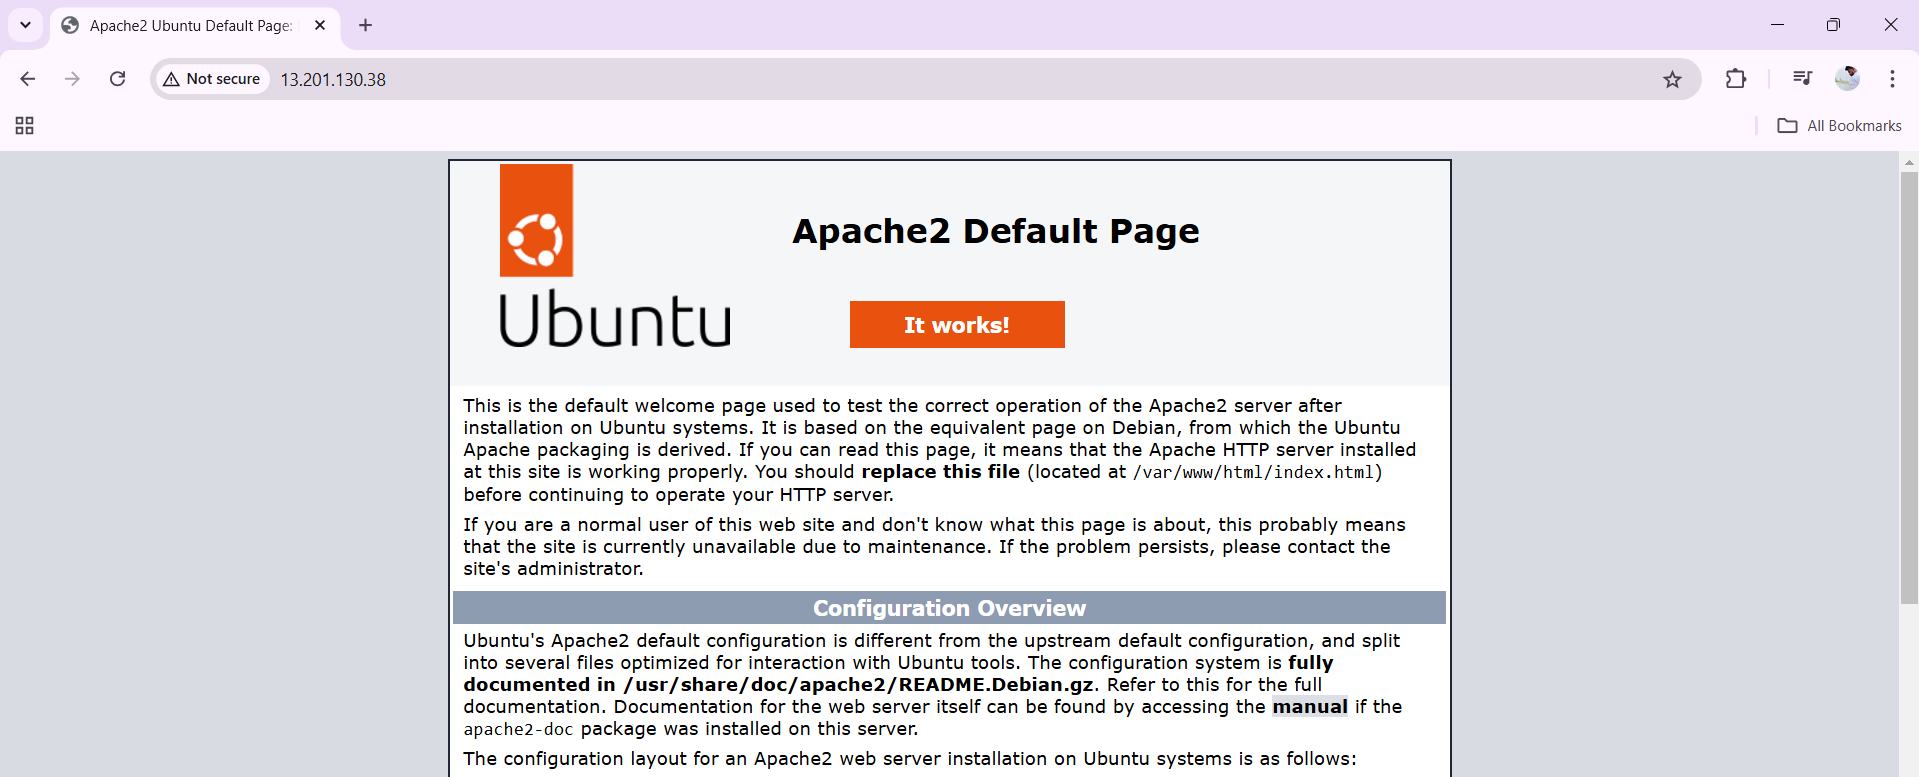 Apache2 Ubuntu Default Page:
Not secure
13.201.130.38
All Bookmarks
Ubuntu
Apache2 Default Page
It works!
This is the default welcome page used to test the correct operation of the Apache2 server after
installation on Ubuntu systems. It is based on the equivalent page on Debian, from which the Ubuntu
Apache packaging is derived. If you can read this page, it means that the Apache HTTP server installed
at this site is working properly. You should replace this file (located at /var/www/html/index.html)
before continuing to operate your HTTP server.
If you are a normal user of this web site and don't know what this page is about, this probably means
that the site is currently unavailable due to maintenance. If the problem persists, please contact the
site's administrator.
Configuration Overview
Ubuntu's Apache2 default configuration is different from the upstream default configuration, and split
into several files optimized for interaction with Ubuntu tools. The configuration system is fully
documented in /usr/share/doc/apache2/README.Debian.gz. Refer to this for the full
documentation. Documentation for the web server itself can be found by accessing the manual if the
apache2-doc package was installed on this server.
The configuration layout for an Apache2 web server installation on Ubuntu systems is as follows: